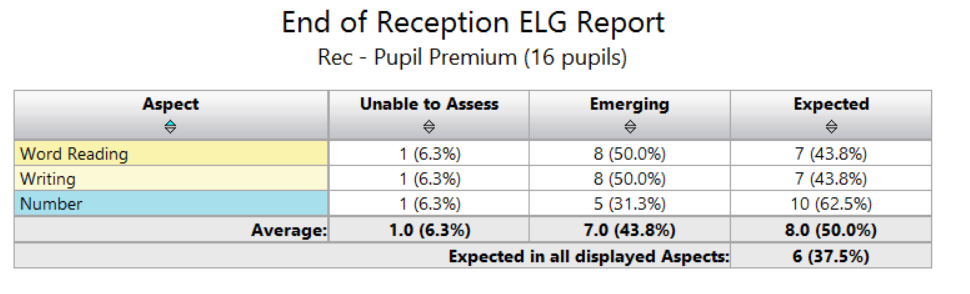 End of Reception ELG Report
Rec - Pupil Premium (16 pupils)
Aspect Unable to Assess Emerging Expected
Word Reading 1 (6.3%) 8 (50.0%) 7 (43.8%)
Writing 1 (6.3%) 8 (50.0%) 7 (43.8%)
Number 1 (6.3%) 5 (31.3%) 10 (62.5%)
Average: 1.0 (6.3%) 7.0 (43.8%) 8.0 (50.0%)
Expected in all displayed Aspects: 6 (37.5%)